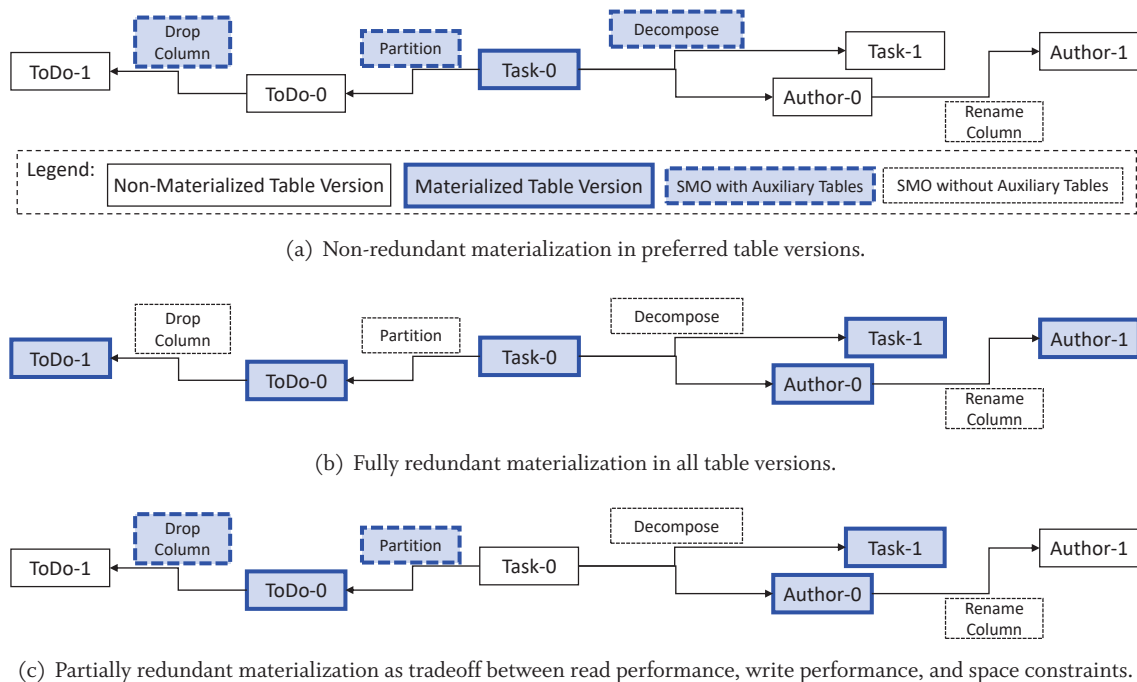 Drop
Column
Partition
Decompose
ToDo-1
ToDo-0
Task-0
Task-1
Author-0
Author-1
Rename
Column
Legend:
Non-Materialized Table Version
Materialized Table Version
SMO with Auxiliary Tables
SMO without Auxiliary Tables
(a) Non-redundant materialization in preferred table versions.
Drop
Column
Partition
Decompose
ToDo-1
ToDo-0
Task-0
Task-1
Author-0
Author-1
Rename
Column
(b) Fully redundant materialization in all table versions.
Drop
Column
Partition
Decompose
ToDo-1
ToDo-0
Task-0
Task-1
Author-0
Author-1
Rename
Column
(c) Partially redundant materialization as tradeoff between read performance, write performance, and space constraints.